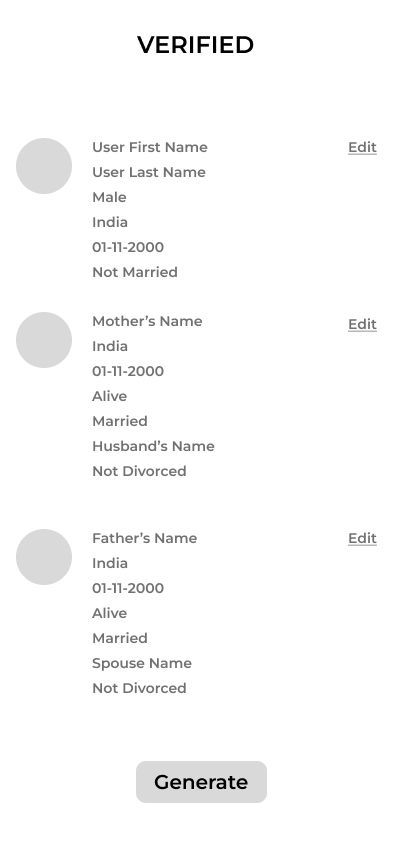 VERIFIED
User First Name
Edit
User Last Name
Male
India
01-11-2000
Not Married
Mother’s Name
Edit
India
01-11-2000
Alive
Married
Husband’s Name
Not Divorced
Father’s Name
Edit
India
01-11-2000
Alive
Married
Spouse Name
Not Divorced
Generate